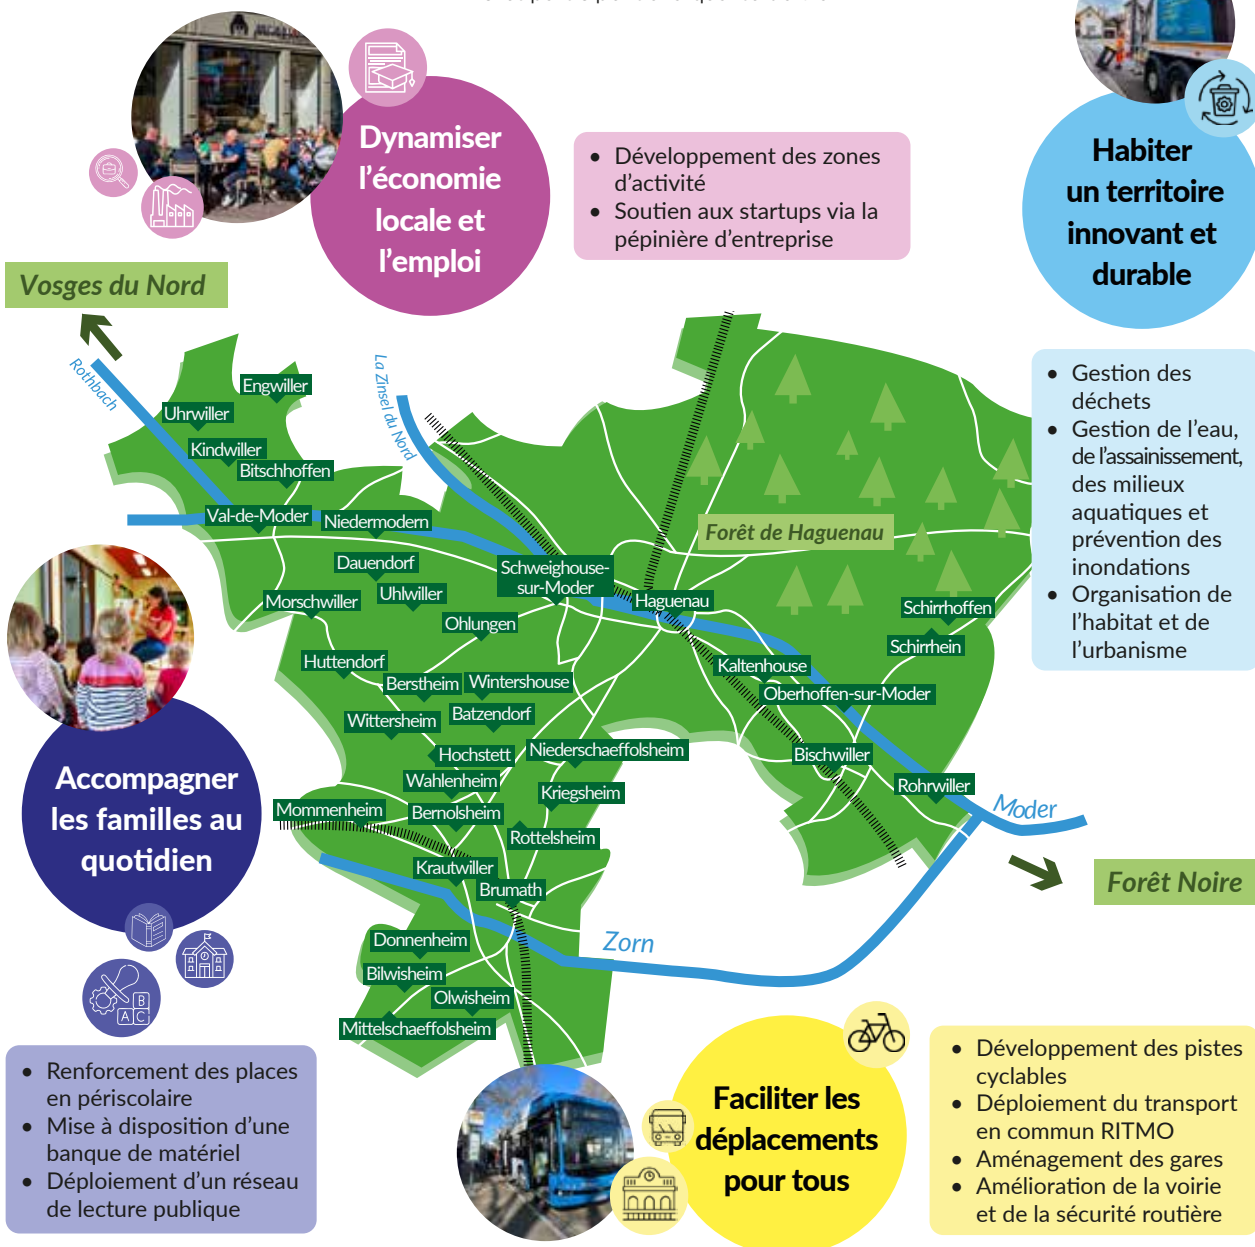 Dynamiser
l'économie
locale et
l'emploi
• Développement des zones
d'activité
• Soutien aux startups via la
pépinière d'entreprise
Habiter
un territoire
innovant et
durable
• Gestion des
déchets
• Gestion de l'eau,
de l'assainissement,
des milieux
aquatiques et
prévention des
inondations
• Organisation de
l'habitat et de
l'urbanisme
Vosges du Nord
Rothbach
La Zinsel du Nord
Engwiller
Uhrwiller
Kindwiller
Bitschhoffen
Val-de-Moder
Niedermodern
Forêt de Haguenau
Dauendorf
Schweighouse-
sur-Moder
Uhlwiller
Morschwiller
Haguenau
Ohlungen
Schirrhoffen
Schirrhein
Huttendorf
Kaltenhouse
Berstheim
Wintershouse
Oberhoffen-sur-Moder
Wittersheim
Batzendorf
Hochstett
Niederschaeffolsheim
Bischwiller
Wahlenheim
Kriegsheim
Rohrwiller
Mommenheim
Bernolsheim
Moder
Rottelsheim
Krautwiller
Brumath
Forêt Noire
Donnenheim
Zorn
Bilwisheim
Olwisheim
Mittelschaeffolsheim
Accompagner
les familles au
quotidien
A
B
C
• Renforcement des places
en périscolaire
• Mise à disposition d'une
banque de matériel
• Déploiement d'un réseau
de lecture publique
Faciliter les
déplacements
pour tous
• Développement des pistes
cyclables
• Déploiement du transport
en commun RITMO
• Aménagement des gares
• Amélioration de la voirie
et de la sécurité routière